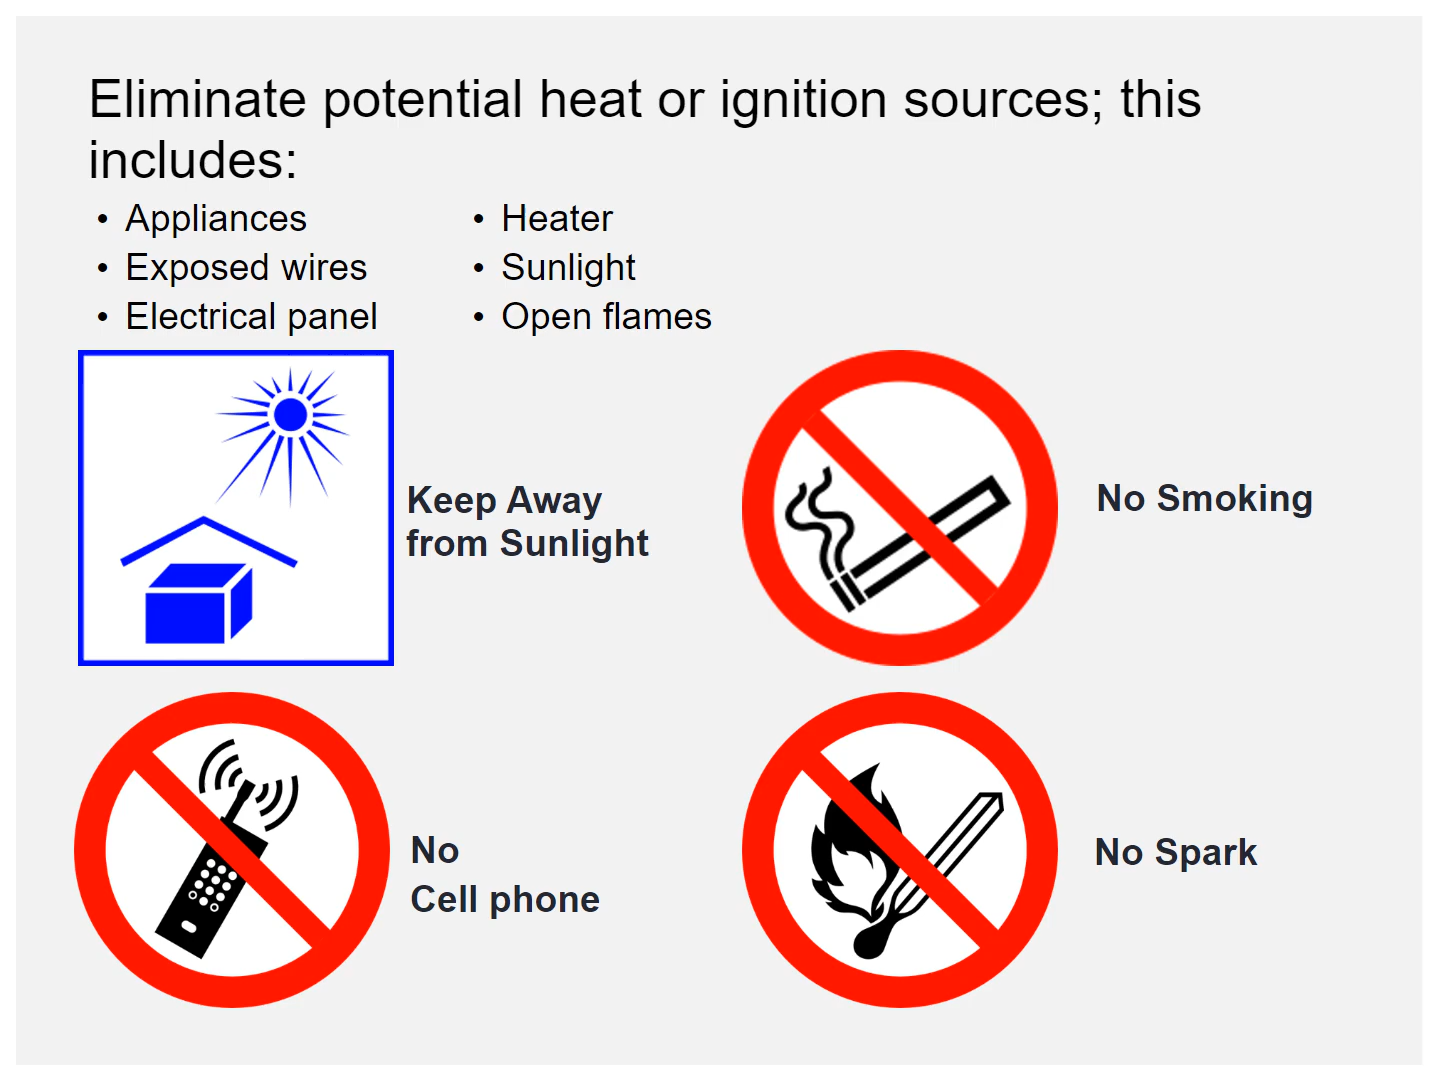 Eliminate potential heat or ignition sources; this
includes:
• Appliances
• Exposed wires
• Electrical panel
• Heater
• Sunlight
• Open flames
Keep Away
from Sunlight
No Smoking
No
Cell phone
No Spark